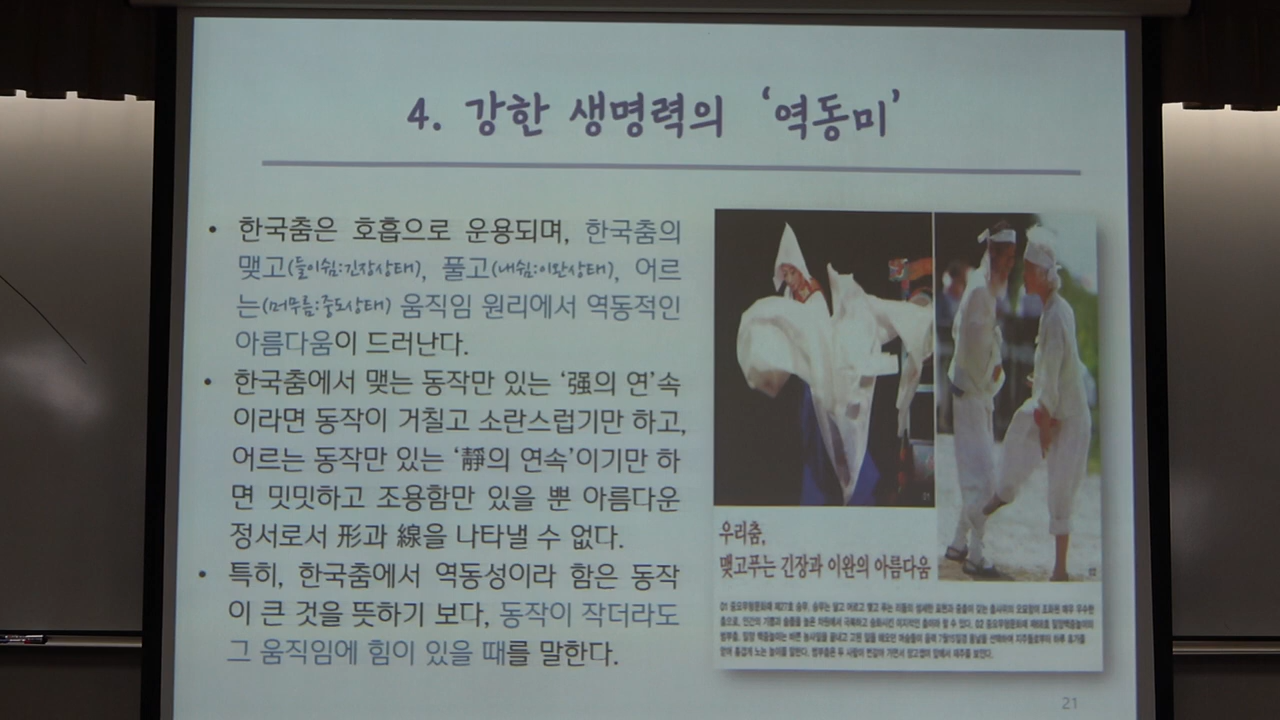 4. 강한 생명력의 ‘역동미’
• 한국춤은 호흡으로 운용되며, 한국춤의
맺고(들이쉼:긴장상태), 풀고(내쉼:이완상태), 어르
는(머무름:중도상태) 움직임 원리에서 역동적인
아름다움이 드러난다.
• 한국춤에서 맺는 동작만 있는 ‘强의 연’속
이라면 동작이 거칠고 소란스럽기만 하고,
어르는 동작만 있는 ‘靜의 연속’이기만 하
면 밋밋하고 조용함만 있을 뿐 아름다운
정서로서 形과 線을 나타낼 수 없다.
• 특히, 한국춤에서 역동성이라 함은 동작
이 큰 것을 뜻하기 보다, 동작이 작더라도
그 움직임에 힘이 있을 때를 말한다.
우리춤,
맺고푸는 긴장과 이완의 아름다움
21